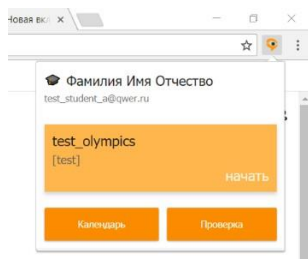 Новая вкл
Фамилия Имя Отчество
test_student_a@qwer.ru
test_olympics
[test]
начать
Календарь
Проверка